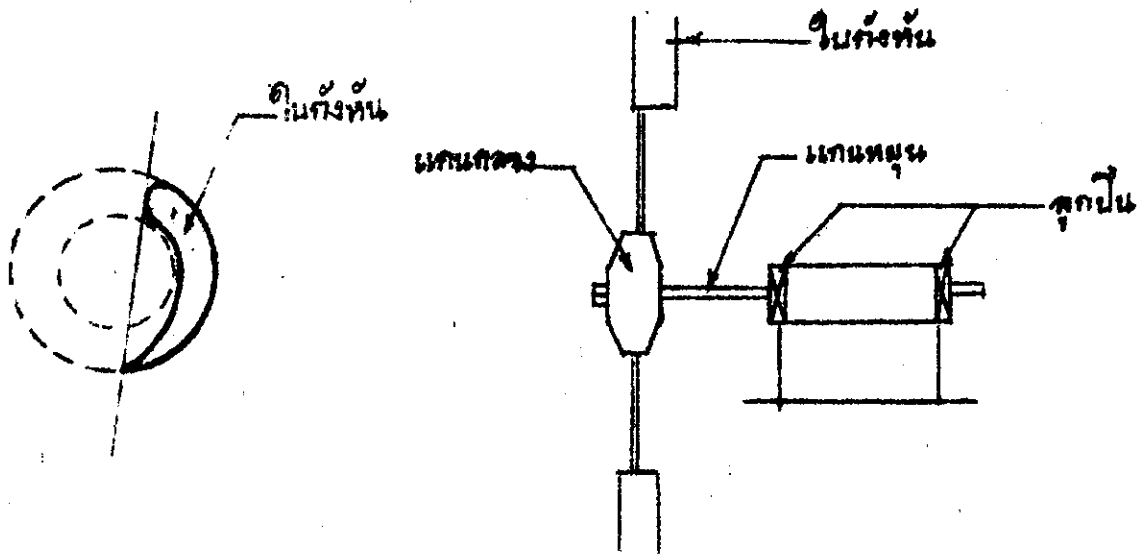 ใบกังหัน
ใบกังหัน
แกนกลาง
แกนหมุน
ลูกปืน